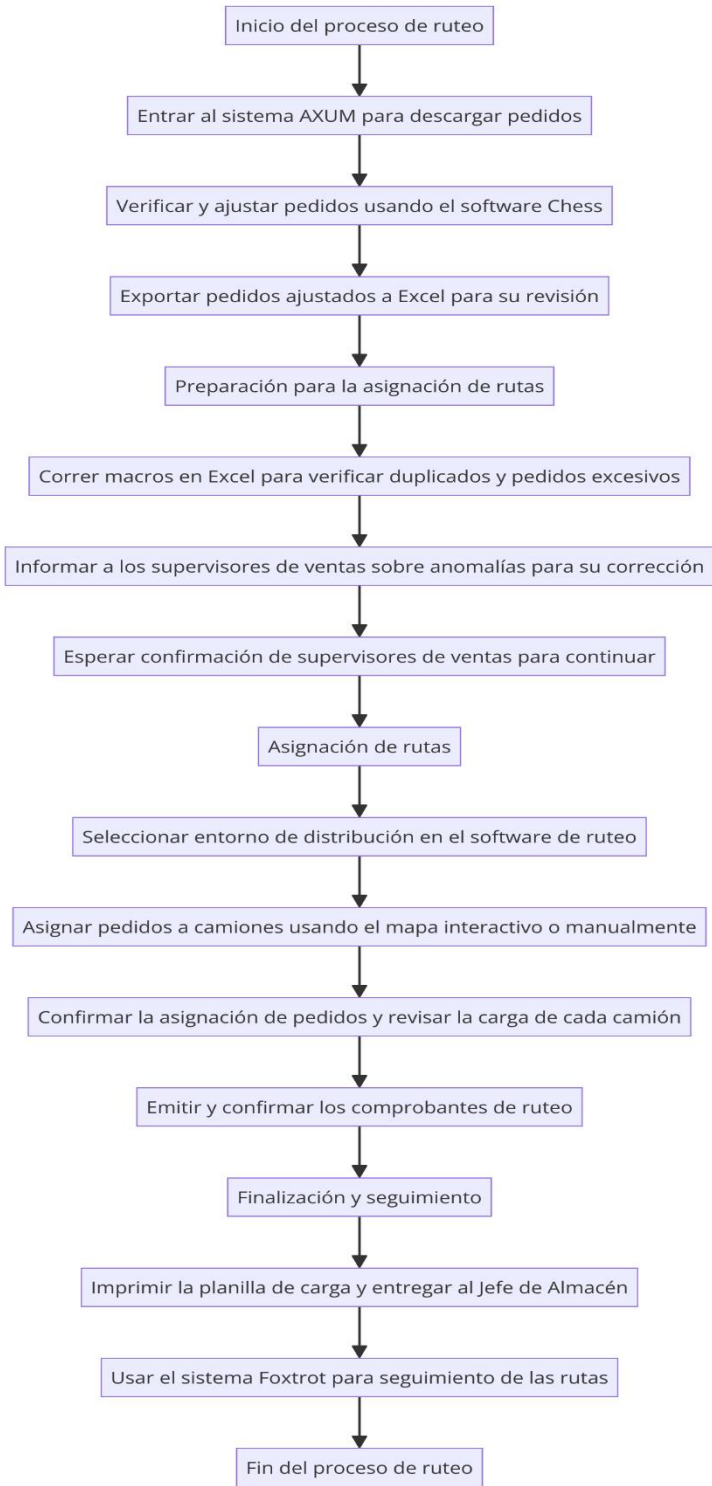 Inicio del proceso de ruteo
Entrar al sistema AXUM para descargar pedidos
Verificar y ajustar pedidos usando el software Chess
Exportar pedidos ajustados a Excel para su revisión
Preparación para la asignación de rutas
Correr macros en Excel para verificar duplicados y pedidos excesivos
Informar a los supervisores de ventas sobre anomalías para su corrección
Esperar confirmación de supervisores de ventas para continuar
Asignación de rutas
Seleccionar entorno de distribución en el software de ruteo
Asignar pedidos a camiones usando el mapa interactivo o manualmente
Confirmar la asignación de pedidos y revisar la carga de cada camión
Emitir y confirmar los comprobantes de ruteo
Finalización y seguimiento
Imprimir la planilla de carga y entregar al Jefe de Almacén
Usar el sistema Foxtrot para seguimiento de las rutas
Fin del proceso de ruteo